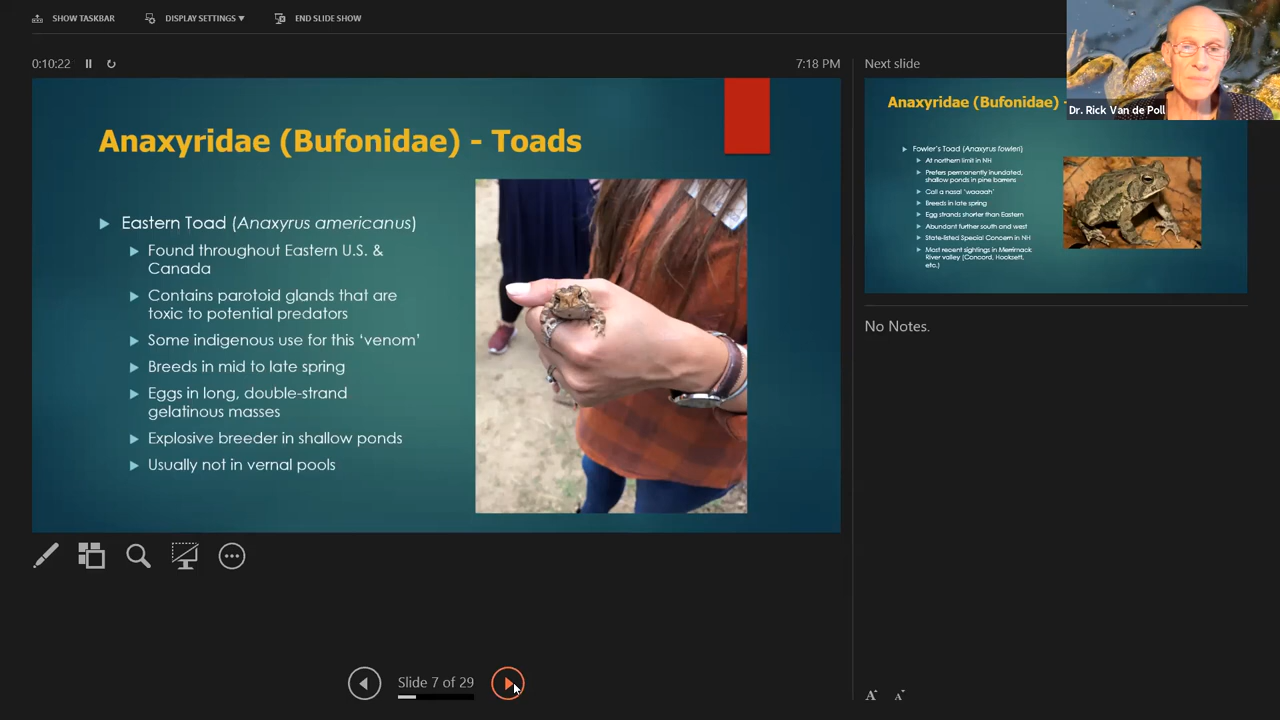 SHOW TASKBAR
DISPLAY SETTINGS ▼
END SLIDE SHOW
0:10:22
7:18 PM
Anaxyridae (Bufonidae) - Toads
Eastern Toad (Anaxyrus americanus)
Found throughout Eastern U.S. &
Canada
Contains parotoid glands that are
toxic to potential predators
Some indigenous use for this ‘venom’
Breeds in mid to late spring
Eggs in long, double-strand
gelatinous masses
Explosive breeder in shallow ponds
Usually not in vernal pools
Slide 7 of 29
Next slide
Dr. Rick Van de Poll
Anaxyridae (Bufonidae) -
Fowler's Toad (Anaxyrus fowleri)
At northern limit in NH
Prefers permanently inundated,
shallow ponds in pine barrens
Call a nasal 'waaaah'
Breeds in late spring
Egg strands shorter than Eastern
Abundant further south and west
State-listed Special Concern in NH
Most recent sightings in Merrimack
River valley (Concord, Hooksett,
etc.)
No Notes.
A A